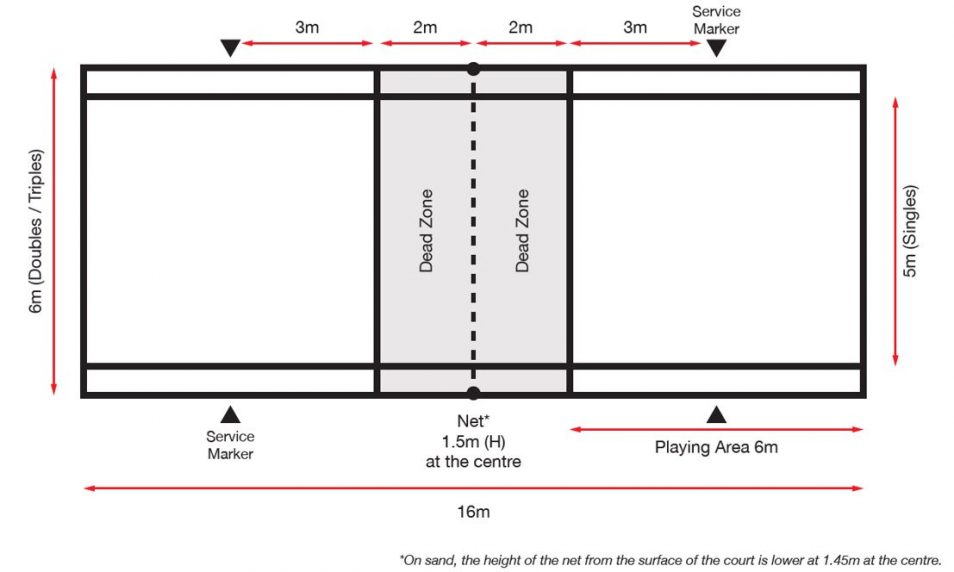 Service
Marker
3m
2m
2m
3m
6m (Doubles / Triples)
Dead Zone
Dead Zone
5m (Singles)
Service
Marker
Net*
1.5m (H)
at the centre
Playing Area 6m
16m
*On sand, the height of the net from the surface of the court is lower at 1.45m at the centre.